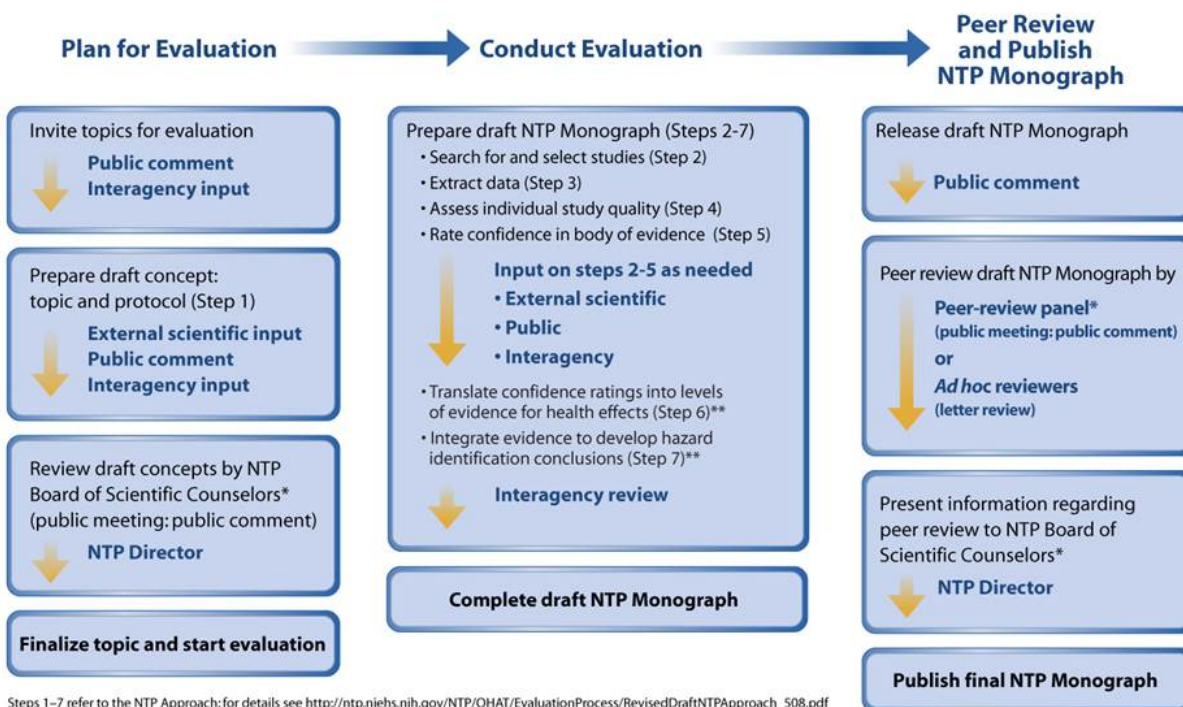 Plan for Evaluation
Conduct Evaluation
Peer Review
and Publish
NTP Monograph
Invite topics for evaluation
Public comment
Interagency input
Prepare draft concept:
topic and protocol (Step 1)
External scientific input
Public comment
Interagency input
Review draft concepts by NTP
Board of Scientific Counselors*
(public meeting: public comment)
NTP Director
Finalize topic and start evaluation
Prepare draft NTP Monograph (Steps 2-7)
• Search for and select studies (Step 2)
• Extract data (Step 3)
• Assess individual study quality (Step 4)
• Rate confidence in body of evidence (Step 5)
Input on steps 2-5 as needed
• External scientific
• Public
• Interagency
• Translate confidence ratings into levels
of evidence for health effects (Step 6)**
• Integrate evidence to develop hazard
identification conclusions (Step 7)**
Interagency review
Complete draft NTP Monograph
Release draft NTP Monograph
Public comment
Peer review draft NTP Monograph by
Peer-review panel*
(public meeting: public comment)
or
Ad hoc reviewers
(letter review)
Present information regarding
peer review to NTP Board of
Scientific Counselors*
NTP Director
Publish final NTP Monograph
Steps 1–7 refer to the NTP Approach; for details see http://ntp.niehs.nih.gov/NTP/OHAT/EvaluationProcess/RevisedDraftNTPApproach_508.pdf